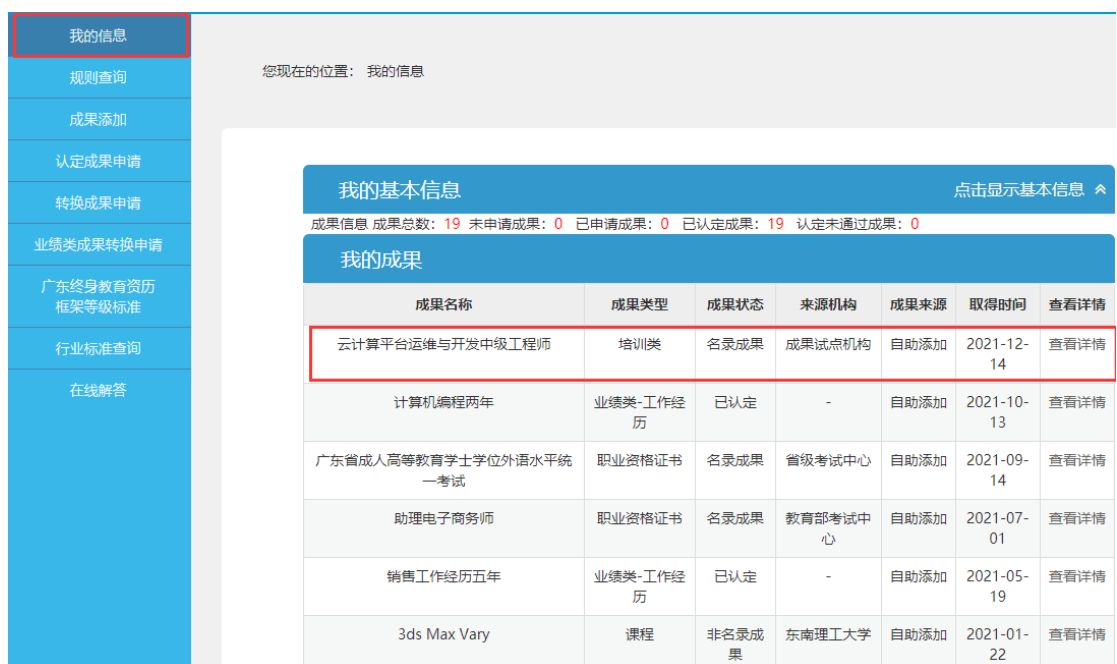 我的信息
规则查询
成果添加
认定成果申请
转换成果申请
业绩类成果转换申请
广东终身教育资历
框架等级标准
行业标准查询
在线解答
您现在的位置： 我的信息
我的基本信息 点击显示基本信息
成果信息 成果总数：19 未申请成果：0 已申请成果：0 已认定成果：19 认定未通过成果：0
我的成果
成果名称 成果类型 成果状态 来源机构 成果来源 取得时间 查看详情
云计算平台运维与开发中级工程师 培训类 名录成果 成果试点机构 自助添加 2021-12- 查看详情
14
计算机编程两年 业绩类-工作经 已认定 - 自助添加 2021-10- 查看详情
历 13
广东省成人高等教育学士学位外语水平统 职业资格证书 名录成果 省级考试中心 自助添加 2021-09- 查看详情
一考试 14
助理电子商务师 职业资格证书 名录成果 教育部考试中 自助添加 2021-07- 查看详情
心 01
销售工作经历五年 业绩类-工作经 已认定 - 自助添加 2021-05- 查看详情
历 19
3ds Max Vary 课程 非名录成 东南理工大学 自助添加 2021-01- 查看详情
果 22